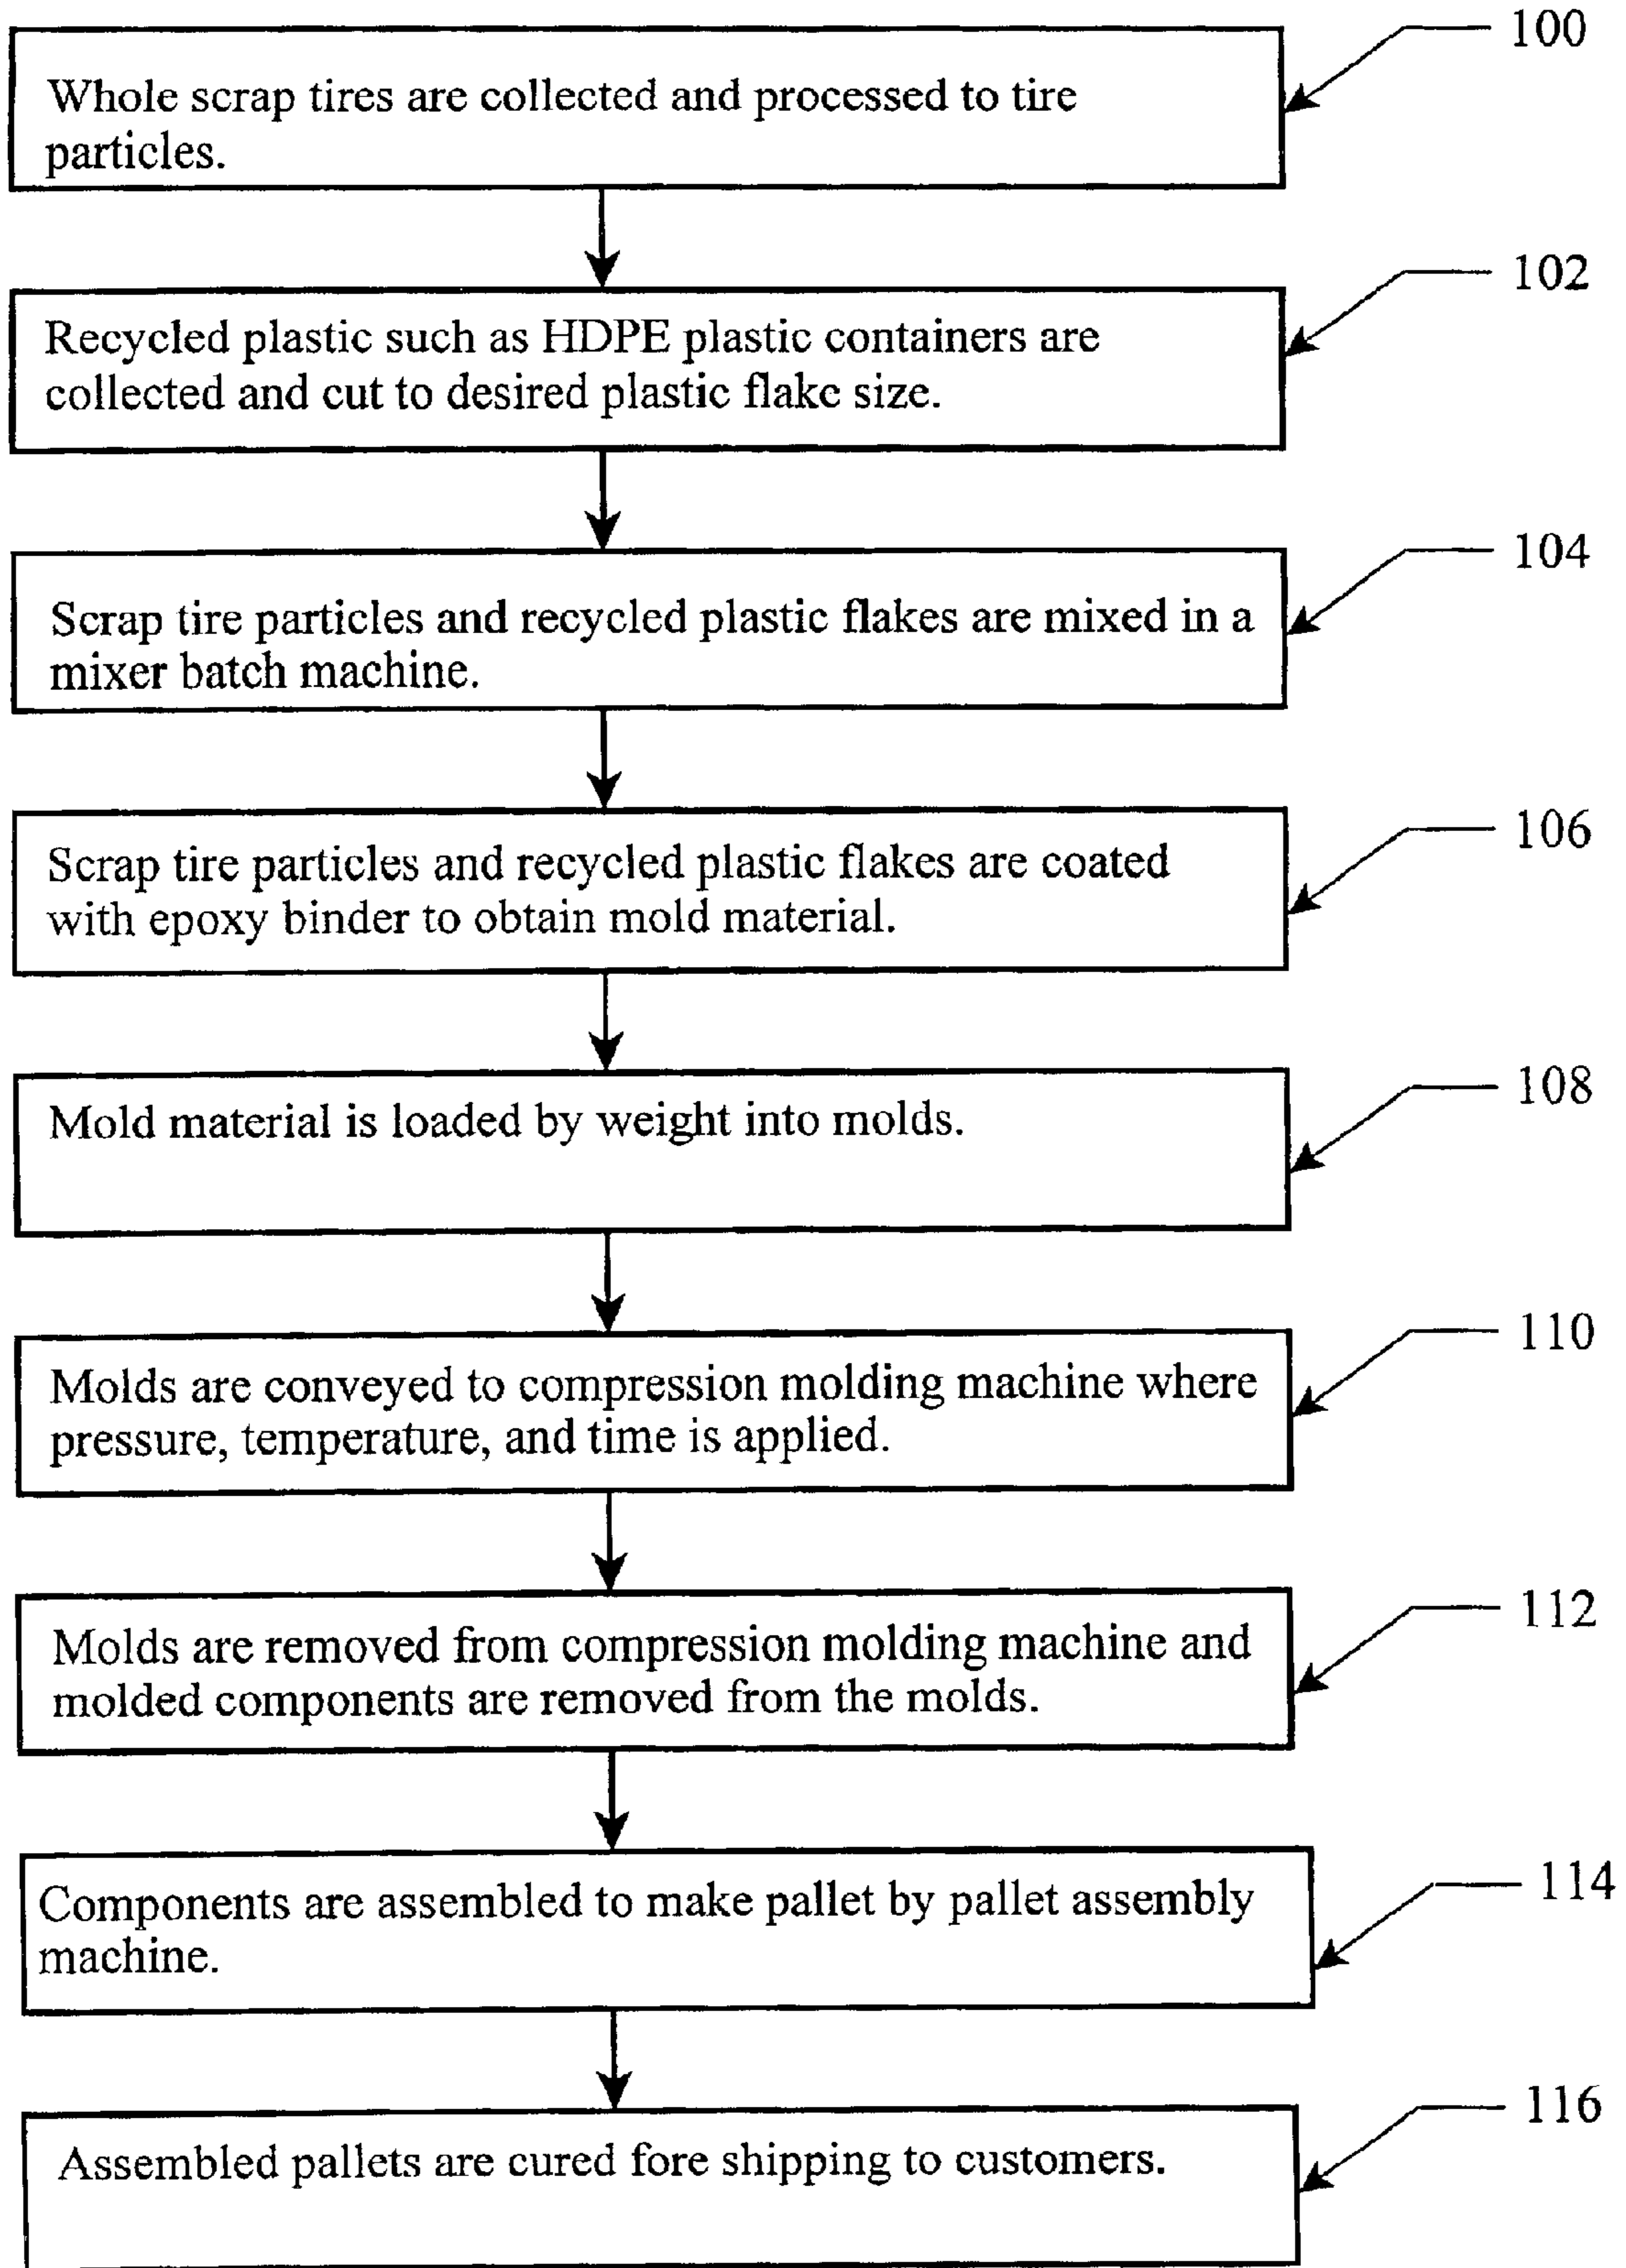 100
Whole scrap tires are collected and processed to tire
particles.
102
Recycled plastic such as HDPE plastic containers are
collected and cut to desired plastic flake size.
104
Scrap tire particles and recycled plastic flakes are mixed in a
mixer batch machine.
106
Scrap tire particles and recycled plastic flakes are coated
with epoxy binder to obtain mold material.
108
Mold material is loaded by weight into molds.
110
Molds are conveyed to compression molding machine where
pressure, temperature, and time is applied.
112
Molds are removed from compression molding machine and
molded components are removed from the molds.
114
Components are assembled to make pallet by pallet assembly
machine.
116
Assembled pallets are cured fore shipping to customers.